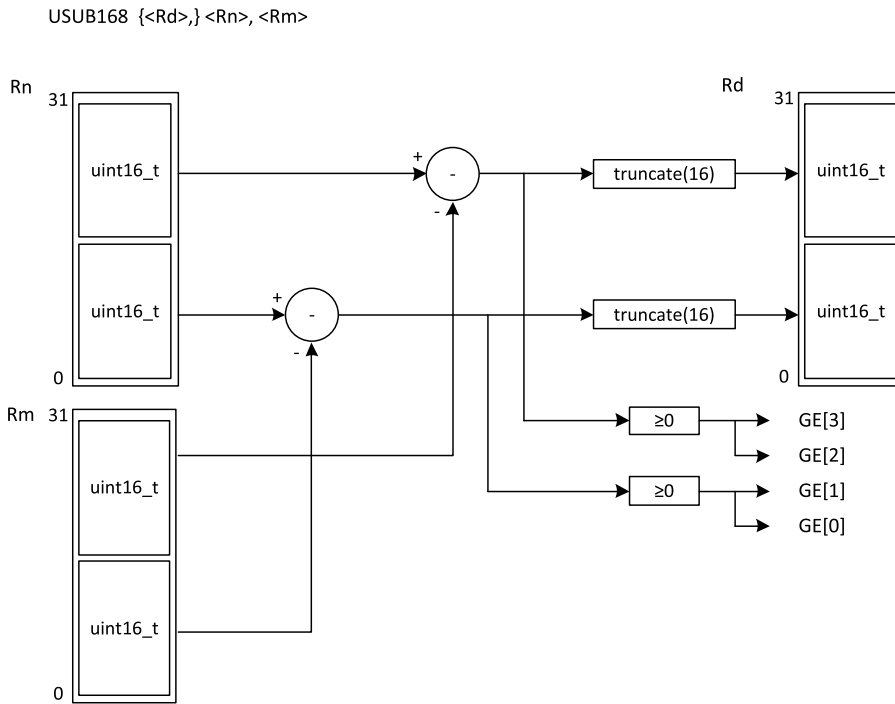 USUB168 {<Rd>,} <Rn>, <Rm>
Rn
31
uint16_t
uint16_t
0
Rm
31
uint16_t
uint16_t
0
+
-
-
+
-
-
truncate(16)
truncate(16)
Rd
31
uint16_t
uint16_t
0
≥0
GE[3]
GE[2]
≥0
GE[1]
GE[0]